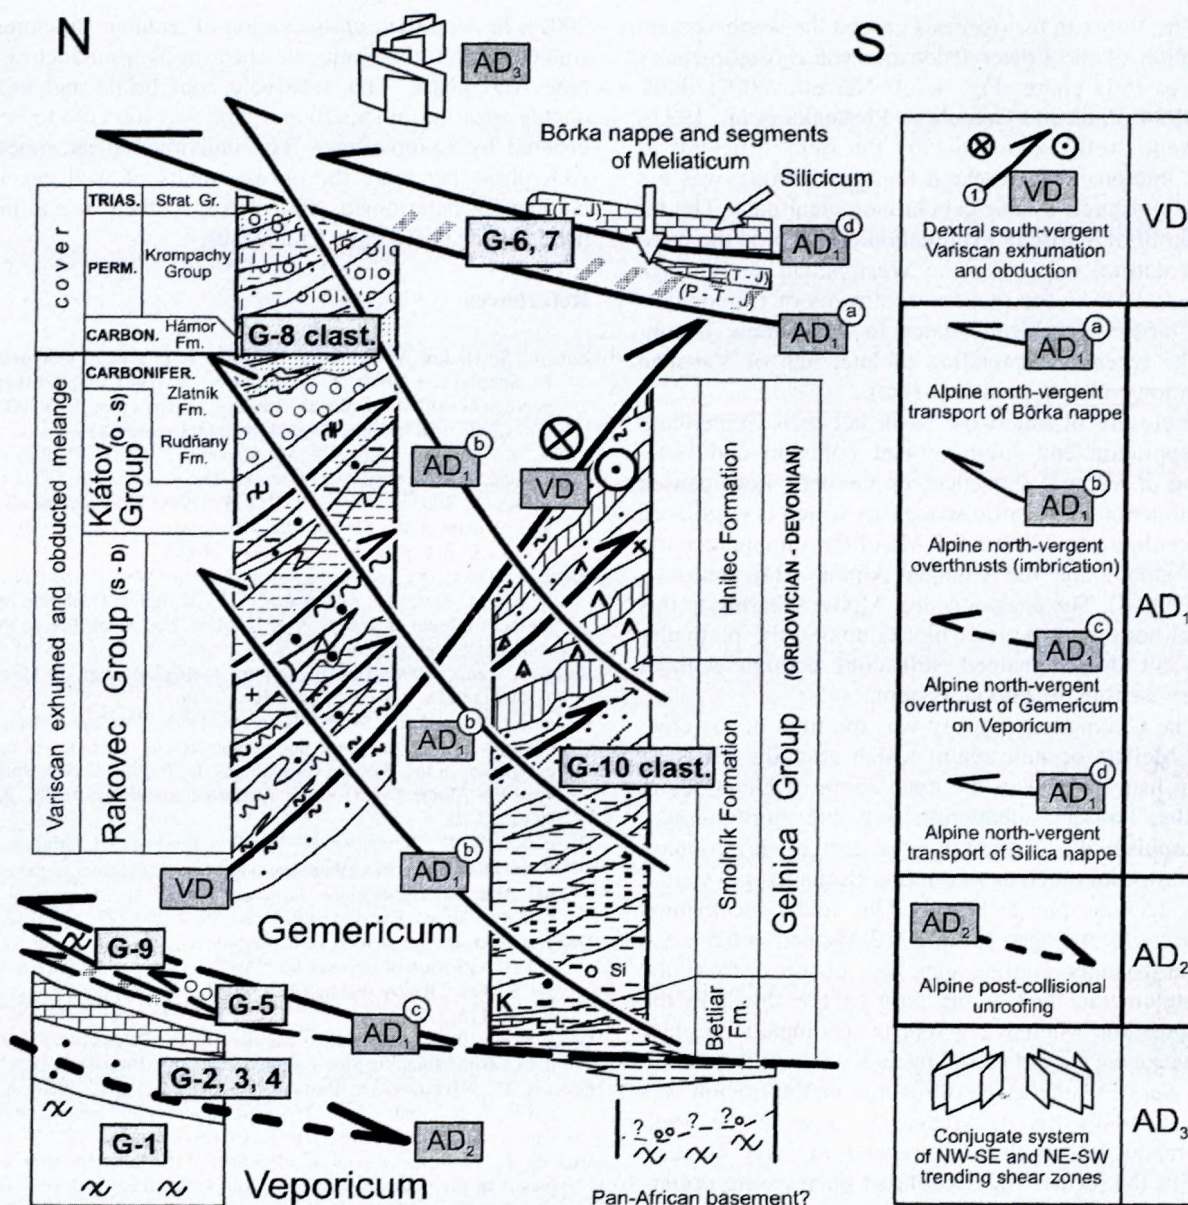 N
S
AD3
Bôrka nappe and segments
of Meliaticum
Silicicum
J(T - J)
G-6, 7
(T - J)
(P - T - J)
AD1 d
AD1 a
TRIAS.
Strat. Gr.
PERM.
Krompachy
Group
cover
CARBON.
Hámor
Fm.
G-8 clast.
CARBONIFER.
Zlatník
Fm.
Rudňany
Fm.
Varisan exhumed and obducted melange
Klátov (O - S)
Group
Rakovec Group (S - D)
AD1 b
VD
AD1 b
AD1 b
VD
G-10 clast.
Hnilec Formation
Smolník Formation
Betliar
Fm.
Gelnica Group (ORDOVICIAN-DEVONIAN)
Gemericum
Si
K
G-9
G-5
AD1 c
G-2, 3, 4
G-1
AD2
Veporicum
? ? ?
Pan-African basement?
1
VD
Dextral south-vergent
Variscan exhumation
and obduction
VD
a
AD1
Alpine north-vergent
transport of Bôrka nappe
b
AD1
Alpine north-vergent
overthrusts (imbrication)
c
AD1
Alpine north-vergent
overthrust of Gemericum
on Veporicum
d
AD1
Alpine north-vergent
transport of Silica nappe
AD1
AD2
Alpine post-collisional
unroofing
AD2
Conjugate system
of NW-SE and NE-SW
trending shear zones
AD3